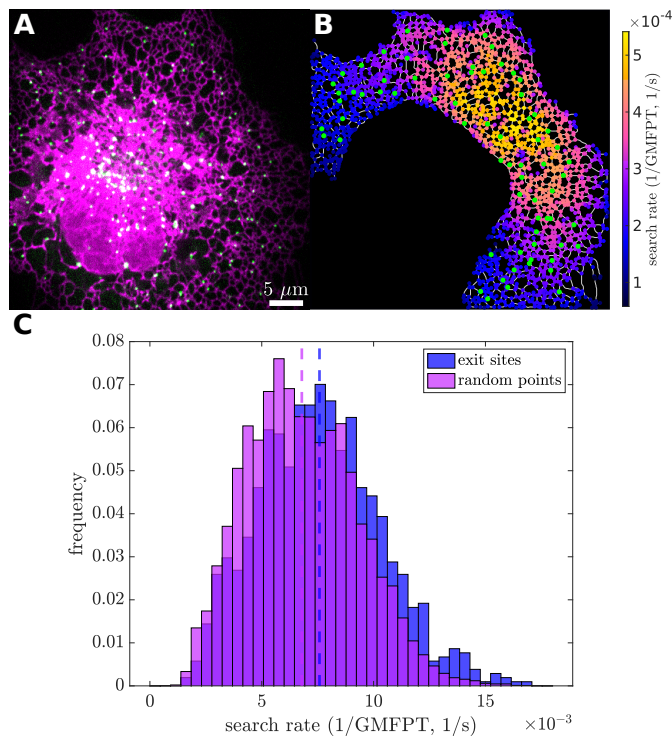 A
B
×10⁻⁴
5
4
3
2
1
search rate (1/GMFPT, 1/s)
5 μm
C
0.08
0.07
0.06
0.05
0.04
0.03
0.02
0.01
0
frequency
exit sites
random points
0 5 10 15
search rate (1/GMFPT, 1/s) ×10⁻³